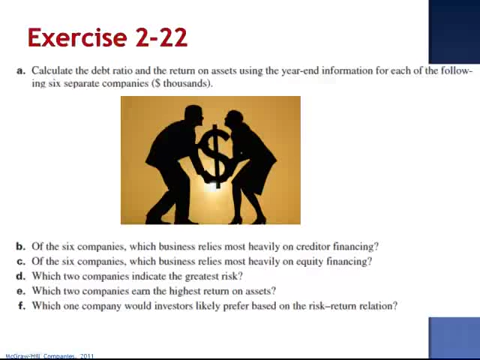 Exercise 2-22
a. Calculate the debt ratio and the return on assets using the year-end information for each of the follow-
ing six separate companies ($ thousands).
$
b. Of the six companies, which business relies most heavily on creditor financing?
c. Of the six companies, which business relies most heavily on equity financing?
d. Which two companies indicate the greatest risk?
e. Which two companies earn the highest return on assets?
f. Which one company would investors likely prefer based on the risk–return relation?
McGraw-Hill Companies, 2011